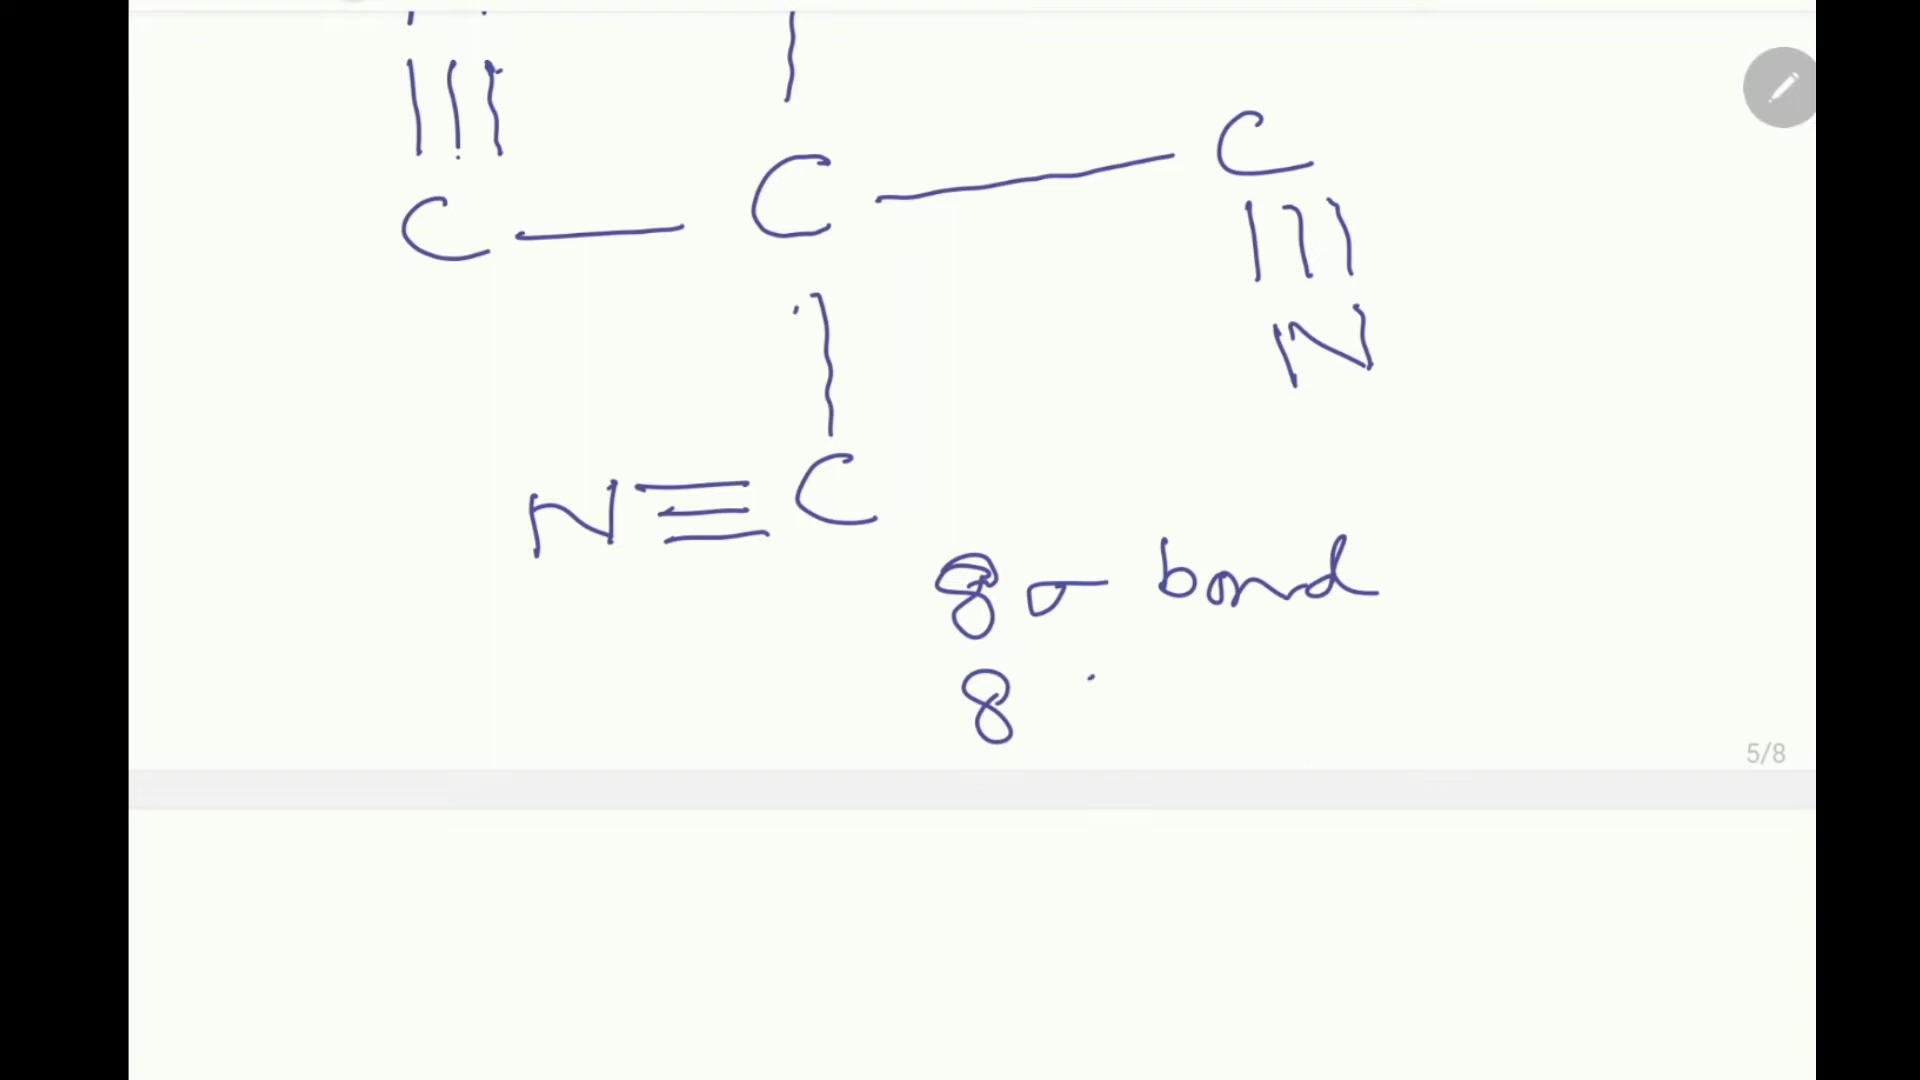 C — C — C
≡ N
N ≡ C
8 σ bond
8
5/8